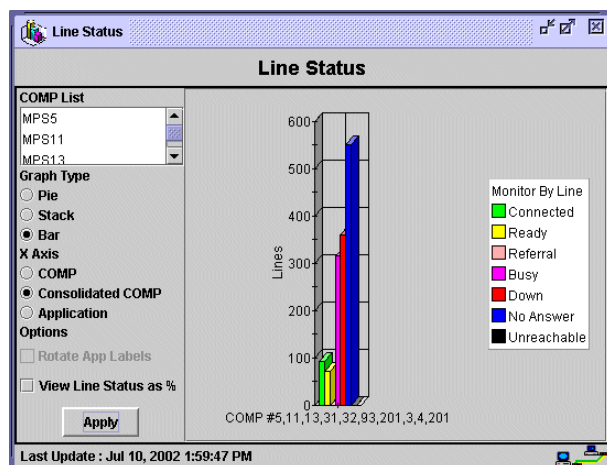 Line Status
Line Status
COMP List
MPS5
MPS11
MPS13
Graph Type
Pie
Stack
Bar
X Axis
COMP
Consolidated COMP
Application
Options
Rotate App Labels
View Line Status as %
Apply
600
500
400
300
200
100
0
Lines
COMP #5,11,13,31,32,93,201,3,4,201
Monitor By Line
Connected
Ready
Referral
Busy
Down
No Answer
Unreachable
Last Update : Jul 10, 2002 1:59:47 PM